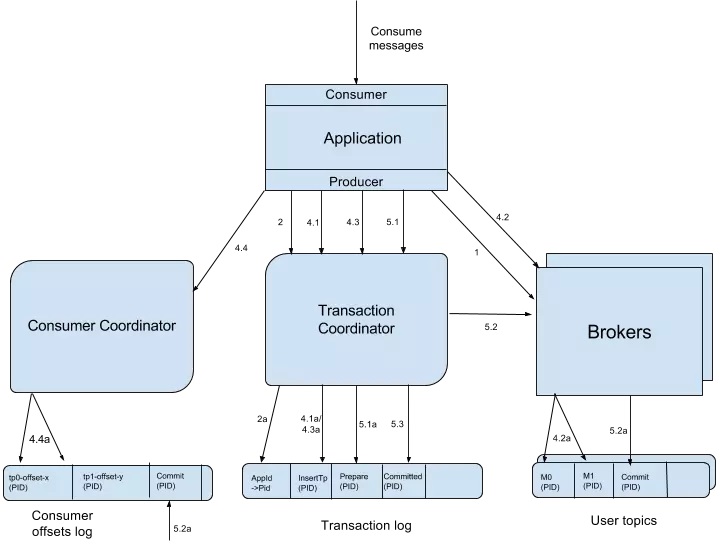 Consume
messages
Consumer
Application
Producer
2
4.1
4.3
5.1
4.2
4.4
1
Consumer Coordinator
Transaction
Coordinator
5.2
Brokers
2a
4.1a/
4.3a
5.1a
5.3
5.2a
4.4a
4.2a
tp0-offset-x
(PID)
tp1-offset-y
(PID)
Commit
(PID)
AppId
->Pid
InsertTp
(PID)
Prepare
(PID)
Committed
(PID)
M0
(PID)
M1
(PID)
Commit
(PID)
Consumer
offsets log
5.2a
Transaction log
User topics